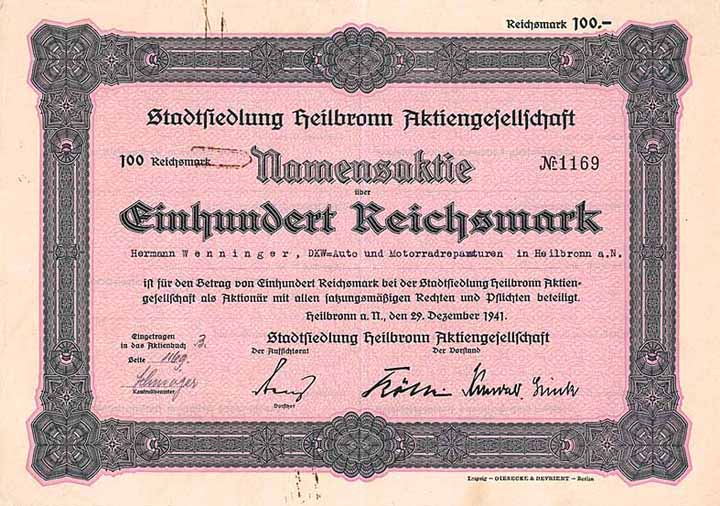 Reichsmark 100.–
Stadtsiedlung Heilbronn Aktiengesellschaft
100 Reichsmark Namensaktie № 1169
über
Einhundert Reichsmark
Hermann Wenninger, DKW=Auto und Motorradreparaturen in Heilbronn a.N.
ist für den Betrag von Einhundert Reichsmark bei der Stadtsiedlung Heilbronn Aktien-
gesellschaft als Aktionär mit allen satzungsmäßigen Rechten und Pflichten beteiligt.
Heilbronn a. N., den 29. Dezember 1941.
Eingetragen
in das Aktienbuch 3.
Seite 1169
Kontrollbeamter
Stadtsiedlung Heilbronn Aktiengesellschaft
Der Aufsichtsrat Der Vorstand
Vorsitzer
Leipzig – GIESECKE & DEVRIENT – Berlin